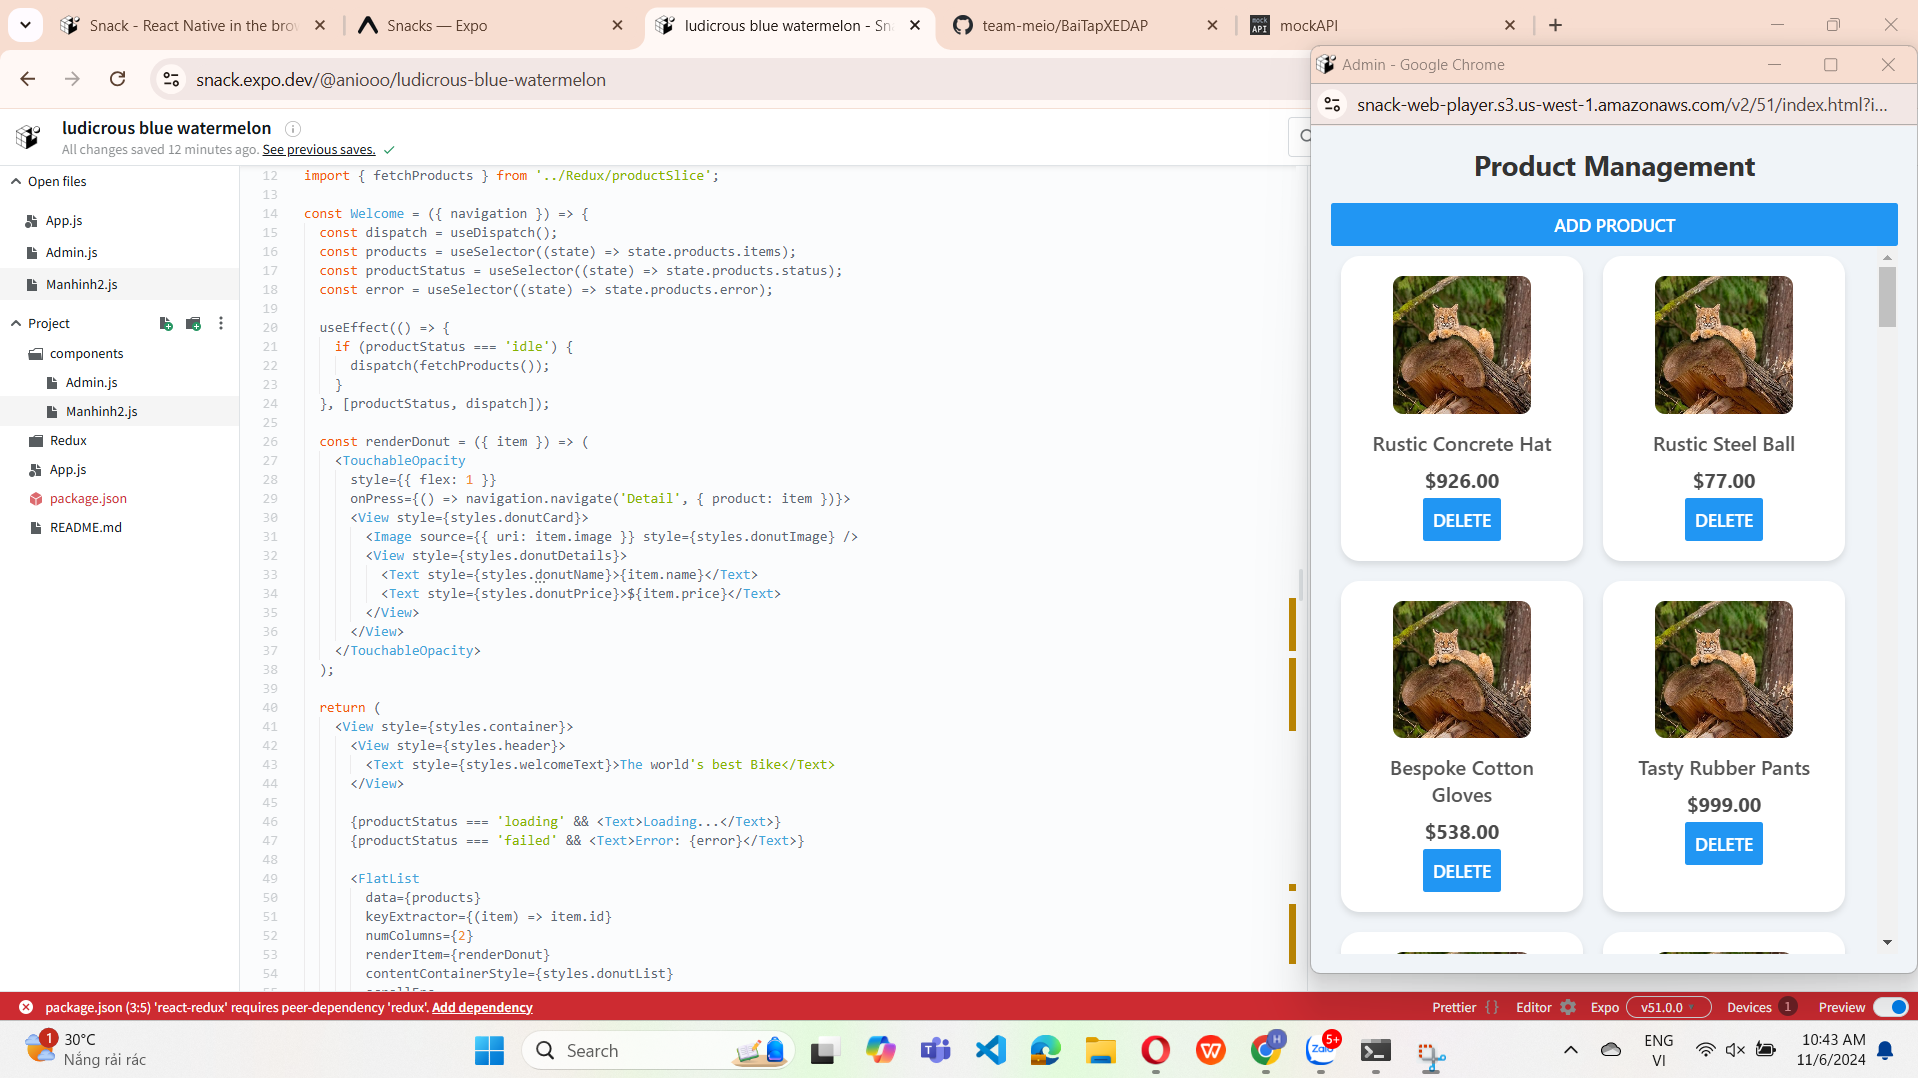 Snack - React Native in the brow
Snacks — Expo
ludicrous blue watermelon - Sna
team-meio/BaiTapXEDAP
mockAPI
snack.expo.dev/@aniooo/ludicrous-blue-watermelon
ludicrous blue watermelon
All changes saved 12 minutes ago. See previous saves.
Open files
App.js
Admin.js
Manhinh2.js
Project
components
Admin.js
Manhinh2.js
Redux
App.js
package.json
README.md
12 import { fetchProducts } from '../Redux/productSlice';
13
14 const Welcome = ({ navigation }) => {
15 const dispatch = useDispatch();
16 const products = useSelector((state) => state.products.items);
17 const productStatus = useSelector((state) => state.products.status);
18 const error = useSelector((state) => state.products.error);
19
20 useEffect(() => {
21 if (productStatus === 'idle') {
22 dispatch(fetchProducts());
23 }
24 }, [productStatus, dispatch]);
25
26 const renderDonut = ({ item }) => (
27 <TouchableOpacity
28 style={{ flex: 1 }}
29 onPress={() => navigation.navigate('Detail', { product: item })}>
30 <View style={styles.donutCard}>
31 <Image source={{ uri: item.image }} style={styles.donutImage} />
32 <View style={styles.donutDetails}>
33 <Text style={styles.donutName}>{item.name}</Text>
34 <Text style={styles.donutPrice}>${item.price}</Text>
35 </View>
36 </View>
37 </TouchableOpacity>
38 );
39
40 return (
41 <View style={styles.container}>
42 <View style={styles.header}>
43 <Text style={styles.welcomeText}>The world's best Bike</Text>
44 </View>
45
46 {productStatus === 'loading' && <Text>Loading...</Text>}
47 {productStatus === 'failed' && <Text>Error: {error}</Text>}
48
49 <FlatList
50 data={products}
51 keyExtractor={(item) => item.id}
52 numColumns={2}
53 renderItem={renderDonut}
54 contentContainerStyle={styles.donutList}
Admin - Google Chrome
snack-web-player.s3.us-west-1.amazonaws.com/v2/51/index.html?i...
Product Management
ADD PRODUCT
Rustic Concrete Hat
$926.00
DELETE
Rustic Steel Ball
$77.00
DELETE
Bespoke Cotton
Gloves
$538.00
DELETE
Tasty Rubber Pants
$999.00
DELETE
package.json (3:5) 'react-redux' requires peer-dependency 'redux'. Add dependency
Prettier { } Editor Expo v51.0.0 Devices 1 Preview
1
30°C
Nắng rải rác
Search
Zalo
5+
H
ENG
VI
10:43 AM
11/6/2024